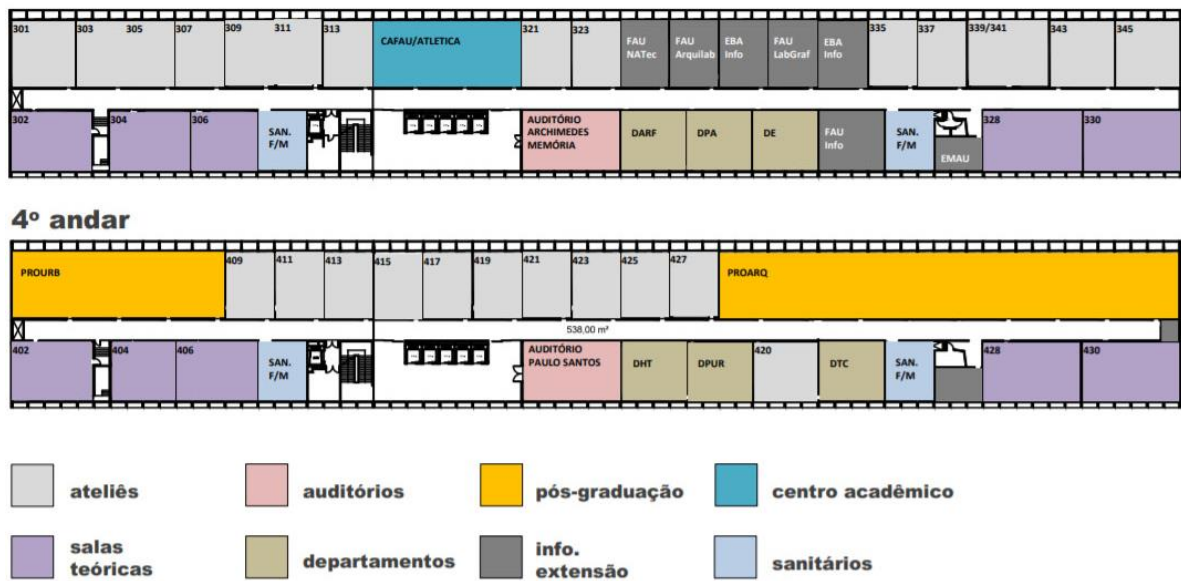 301 303 305 307 309 311 313 CAFAU/ATLETICA 321 323 FAU NATec FAU Arquilab EBA Info FAU LabGraf EBA Info 335 337 339/341 343 345
302 304 306 SAN. F/M AUDITÓRIO ARCHIMEDES MEMÓRIA DARF DPA DE FAU Info SAN. F/M EMAU 328 330
4º andar
PROURB 409 411 413 415 417 419 421 423 425 427 PROARQ
538,00 m²
402 404 406 SAN. F/M AUDITÓRIO PAULO SANTOS DHT DPUR 420 DTC SAN. F/M 428 430
ateliês auditórios pós-graduação centro acadêmico
salas teóricas departamentos info. extensão sanitários